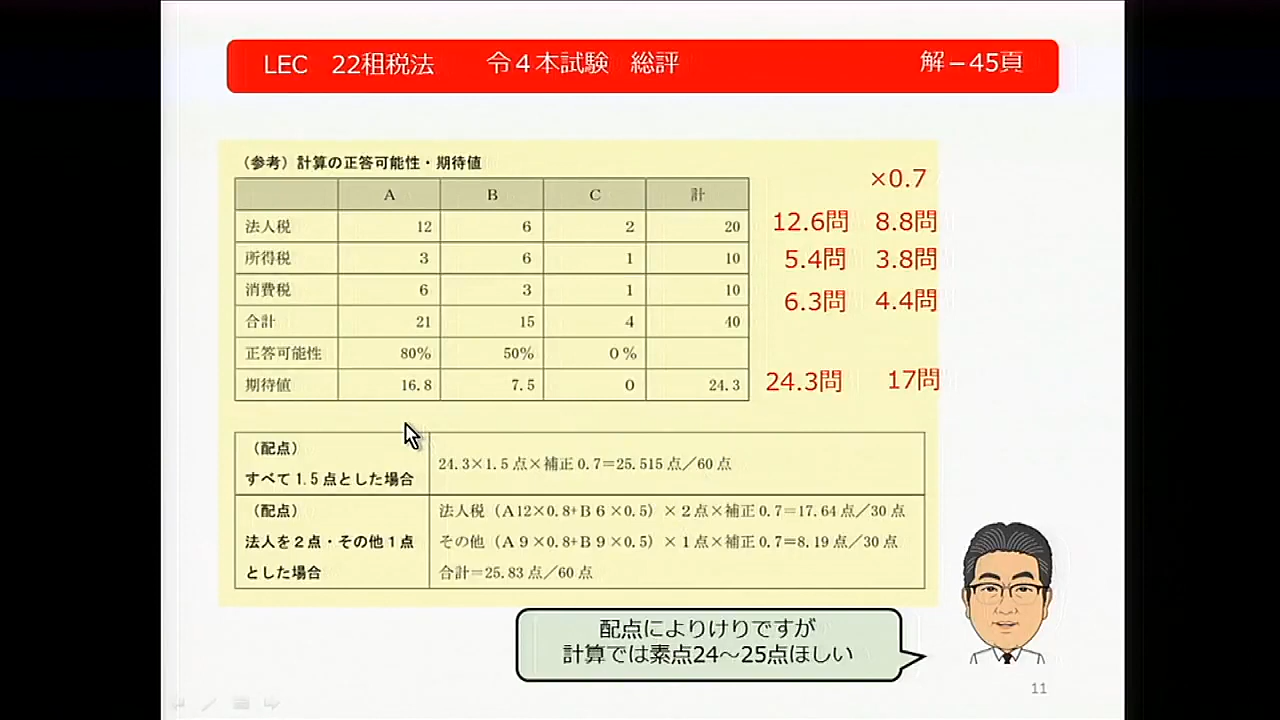 LEC 22租税法 令４本試験 総評 解－45頁
（参考）計算の正答可能性・期待値
×0.7
A B C 計
法人税 12 6 2 20 12.6問 8.8問
所得税 3 6 1 10 5.4問 3.8問
消費税 6 3 1 10 6.3問 4.4問
合計 21 15 4 40
正答可能性 80% 50% 0%
期待値 16.8 7.5 0 24.3 24.3問 17問
（配点）
すべて1.5点とした場合
24.3×1.5点×補正0.7＝25.515点／60点
（配点）
法人を２点・その他１点
とした場合
法人税（A12×0.8+B６×0.5）×２点×補正0.7＝17.64点／30点
その他（A９×0.8+B９×0.5）×１点×補正0.7＝8.19点／30点
合計＝25.83点／60点
配点によりけりですが
計算では素点24～25点ほしい
11